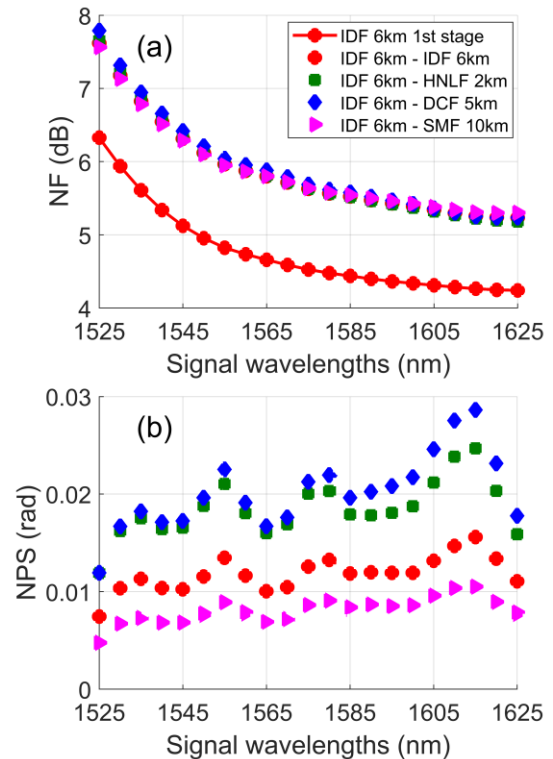 8
7
6
5
4
NF (dB)
(a)
IDF 6km 1st stage
IDF 6km - IDF 6km
IDF 6km - HNLF 2km
IDF 6km - DCF 5km
IDF 6km - SMF 10km
1525 1545 1565 1585 1605 1625
Signal wavelengths (nm)
0.03
0.02
0.01
0
NPS (rad)
(b)
1525 1545 1565 1585 1605 1625
Signal wavelengths (nm)